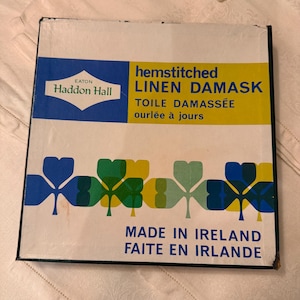 EATON
Haddon Hall
hemstitched
LINEN DAMASK
TOILE DAMASSÉE
ourlée à jours
MADE IN IRELAND
FAITE EN IRLANDE